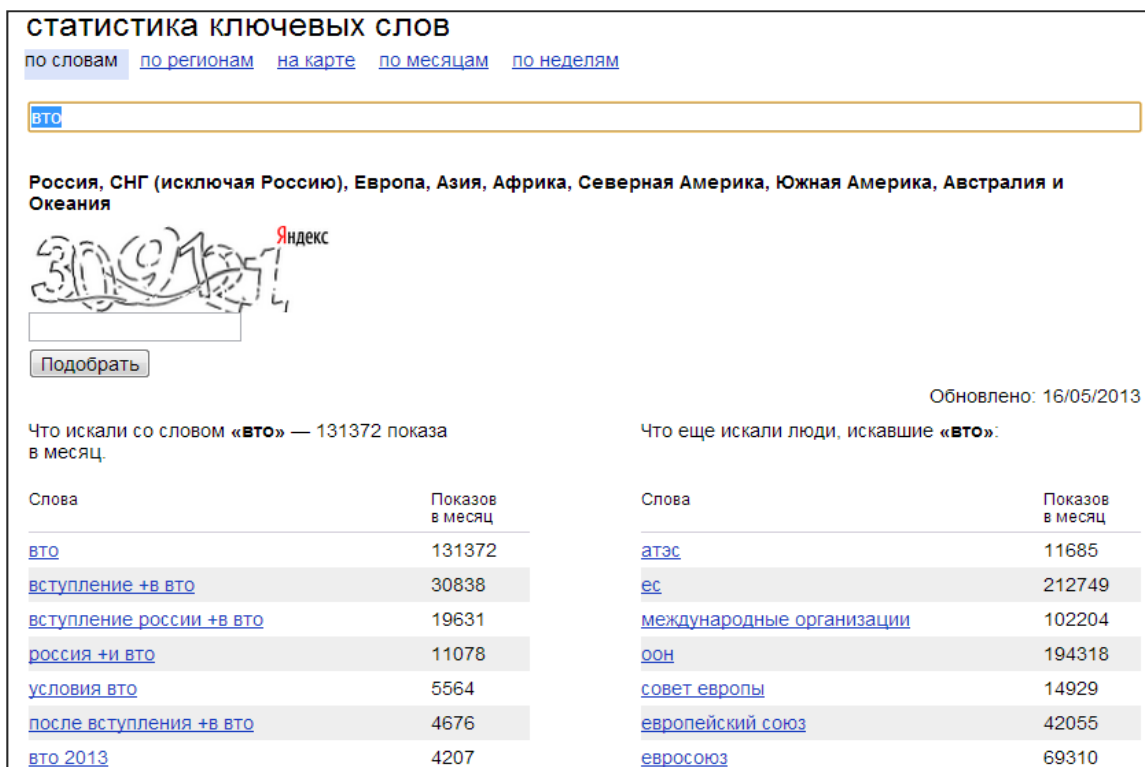 статистика ключевых слов
по словам по регионам на карте по месяцам по неделям
вто
Россия, СНГ (исключая Россию), Европа, Азия, Африка, Северная Америка, Южная Америка, Австралия и
Океания
Яндекс
Подобрать
Обновлено: 16/05/2013
Что искали со словом «вто» — 131372 показа
в месяц.
Слова Показов
в месяц
вто 131372
вступление +в вто 30838
вступление россии +в вто 19631
россия +и вто 11078
условия вто 5564
после вступления +в вто 4676
вто 2013 4207
Что еще искали люди, искавшие «вто»:
Слова Показов
в месяц
атэс 11685
ес 212749
международные организации 102204
оон 194318
совет европы 14929
европейский союз 42055
евросоюз 69310